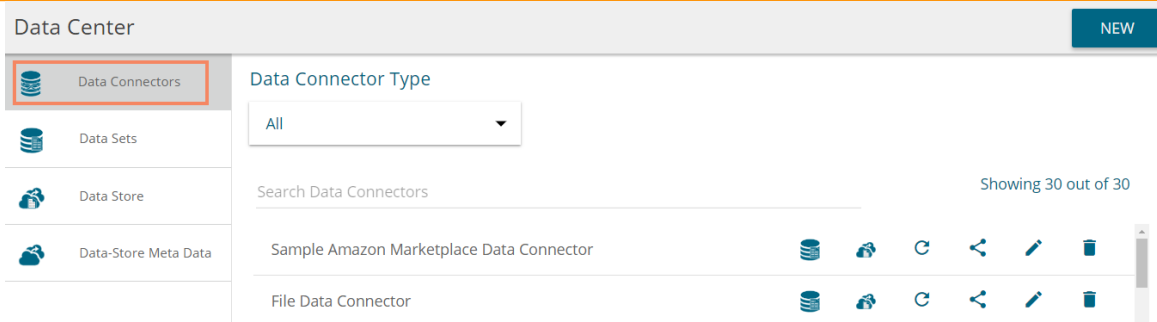 Data Center
NEW
Data Connectors
Data Sets
Data Store
Data-Store Meta Data
Data Connector Type
All
Search Data Connectors
Showing 30 out of 30
Sample Amazon Marketplace Data Connector
File Data Connector